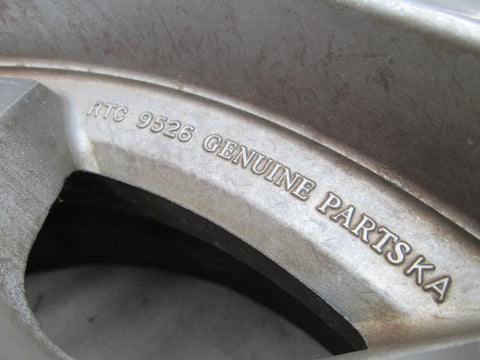 RTC 9526 GENUINE PARTS KA